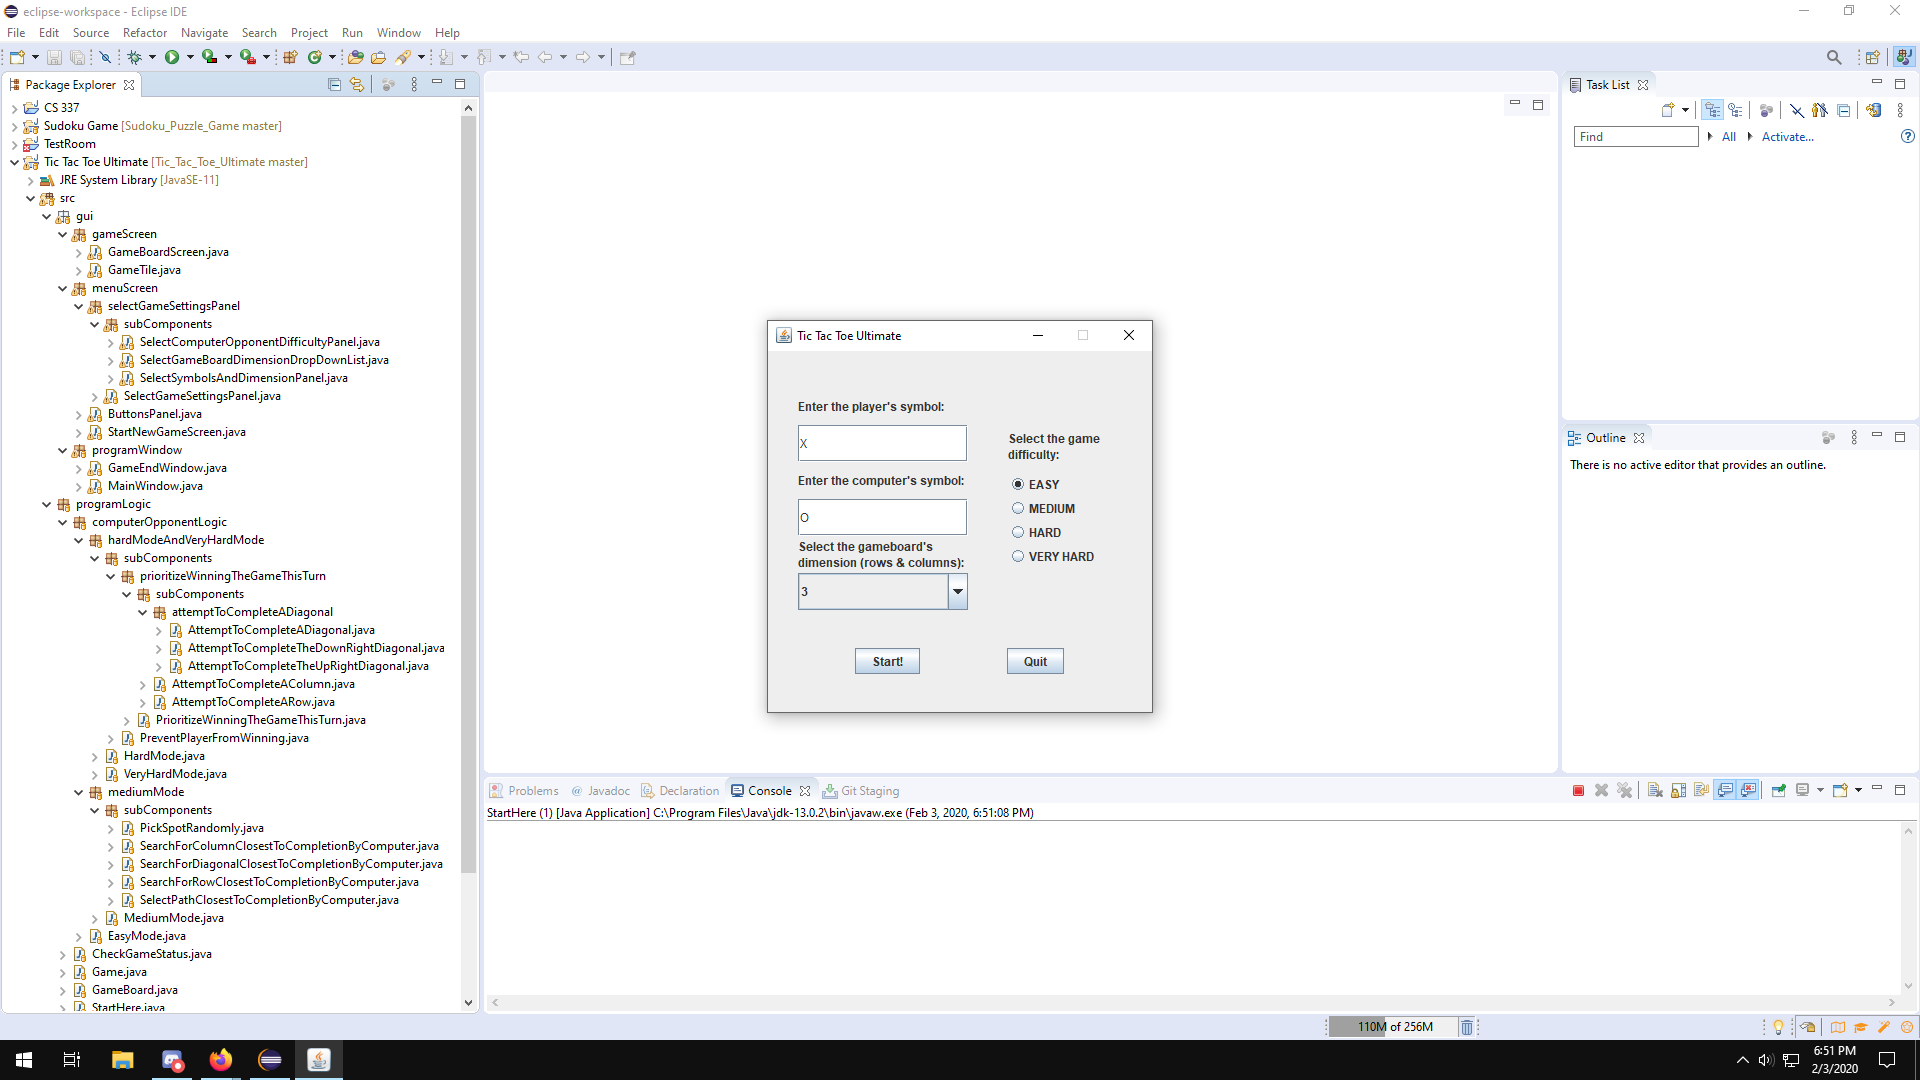 eclipse-workspace - Eclipse IDE
File Edit Source Refactor Navigate Search Project Run Window Help
Package Explorer
CS 337
Sudoku Game [Sudoku_Puzzle_Game master]
TestRoom
Tic Tac Toe Ultimate [Tic_Tac_Toe_Ultimate master]
JRE System Library [JavaSE-11]
src
gui
gameScreen
GameBoardScreen.java
GameTile.java
menuScreen
selectGameSettingsPanel
subComponents
SelectComputerOpponentDifficultyPanel.java
SelectGameBoardDimensionDropDownList.java
SelectSymbolsAndDimensionPanel.java
SelectGameSettingsPanel.java
ButtonsPanel.java
StartNewGameScreen.java
programWindow
GameEndWindow.java
MainWindow.java
programLogic
computerOpponentLogic
hardModeAndVeryHardMode
subComponents
prioritizeWinningTheGameThisTurn
subComponents
attemptToCompleteADiagonal
AttemptToCompleteADiagonal.java
AttemptToCompleteTheDownRightDiagonal.java
AttemptToCompleteTheUpRightDiagonal.java
AttemptToCompleteAColumn.java
AttemptToCompleteARow.java
PrioritizeWinningTheGameThisTurn.java
PreventPlayerFromWinning.java
HardMode.java
VeryHardMode.java
mediumMode
subComponents
PickSpotRandomly.java
SearchForColumnClosestToCompletionByComputer.java
SearchForDiagonalClosestToCompletionByComputer.java
SearchForRowClosestToCompletionByComputer.java
SelectPathClosestToCompletionByComputer.java
MediumMode.java
EasyMode.java
CheckGameStatus.java
Game.java
GameBoard.java
StartHere.java
Tic Tac Toe Ultimate
Enter the player's symbol:
X
Enter the computer's symbol:
O
Select the gameboard's
dimension (rows & columns):
3
Select the game
difficulty:
EASY
MEDIUM
HARD
VERY HARD
Start!
Quit
Task List
Find
All
Activate...
Outline
There is no active editor that provides an outline.
Problems @ Javadoc Declaration Console Git Staging
StartHere (1) [Java Application] C:\Program Files\Java\jdk-13.0.2\bin\javaw.exe (Feb 3, 2020, 6:51:08 PM)
110M of 256M
6:51 PM
2/3/2020